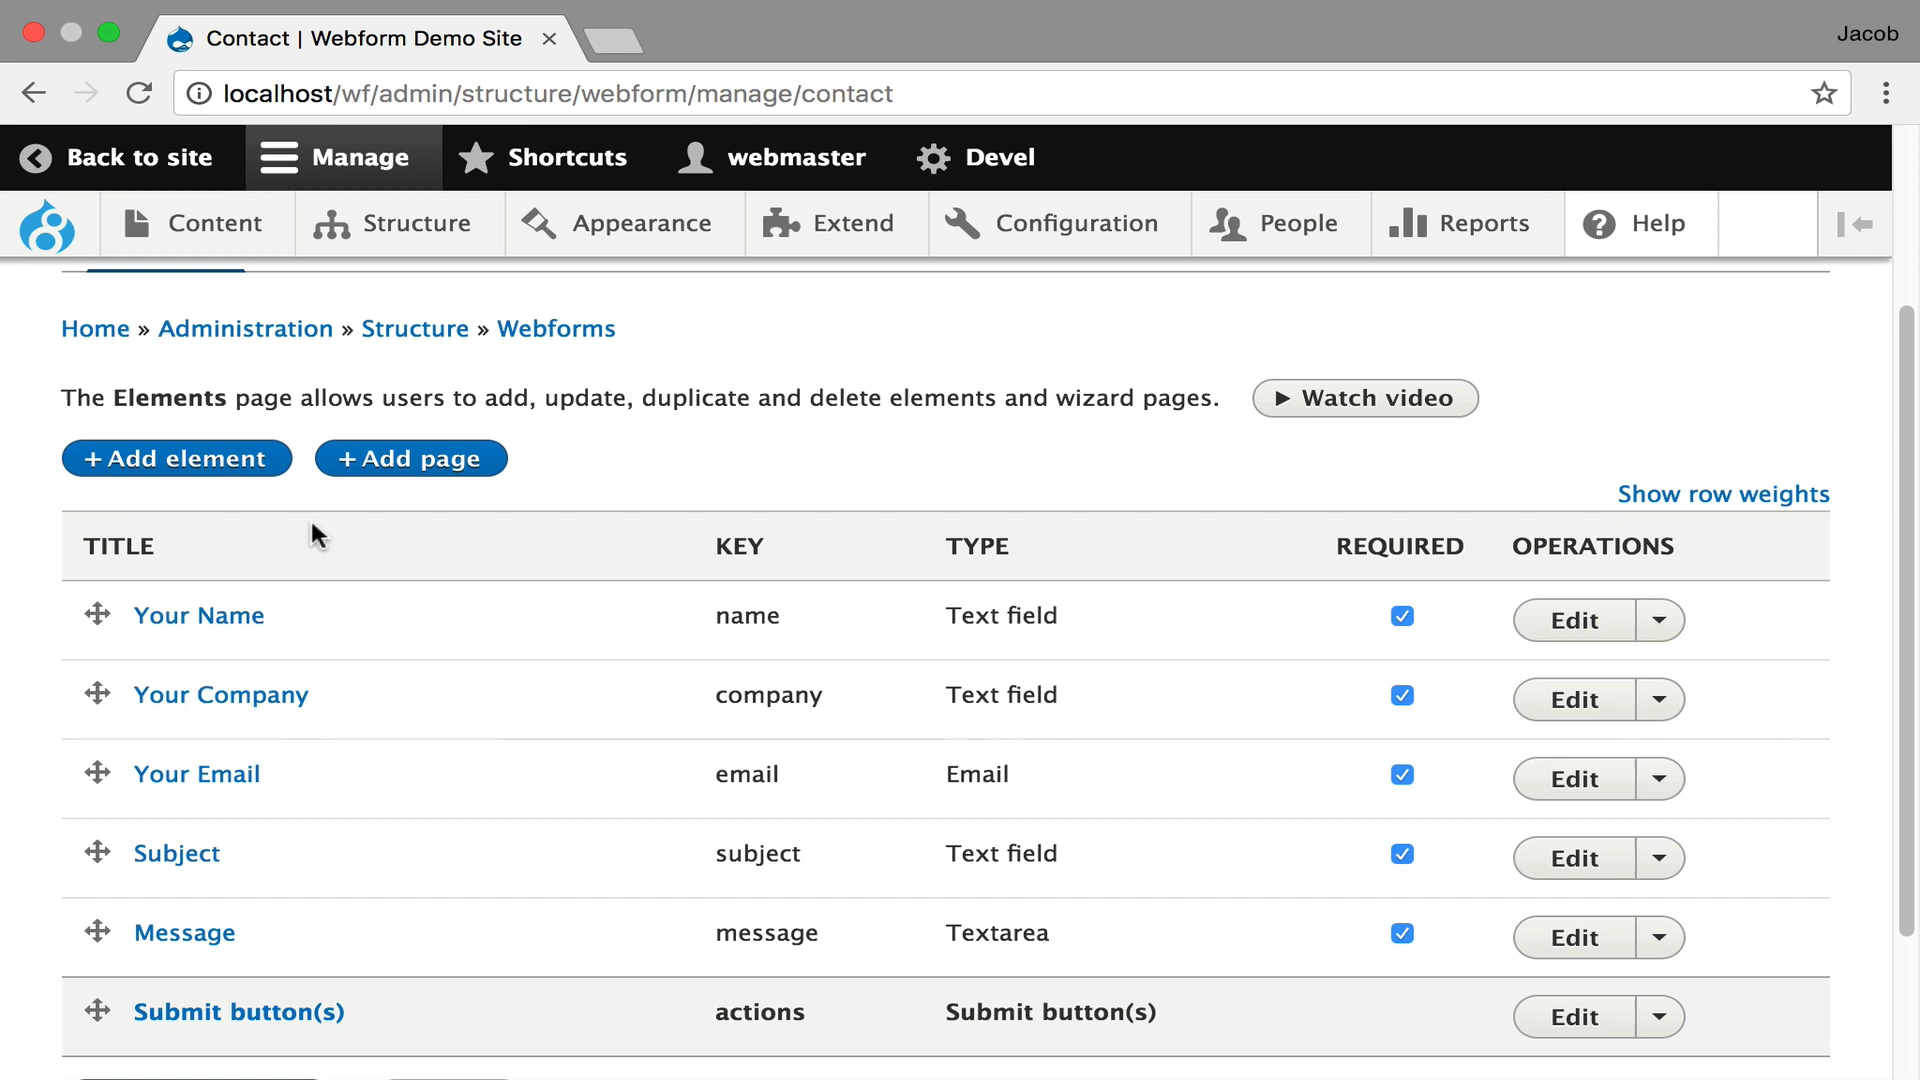 Contact | Webform Demo Site
Jacob
localhost/wf/admin/structure/webform/manage/contact
Back to site Manage Shortcuts webmaster Devel
Content Structure Appearance Extend Configuration People Reports Help
Home » Administration » Structure » Webforms
The Elements page allows users to add, update, duplicate and delete elements and wizard pages. Watch video
+ Add element + Add page
Show row weights
TITLE KEY TYPE REQUIRED OPERATIONS
Your Name name Text field Edit
Your Company company Text field Edit
Your Email email Email Edit
Subject subject Text field Edit
Message message Textarea Edit
Submit button(s) actions Submit button(s) Edit